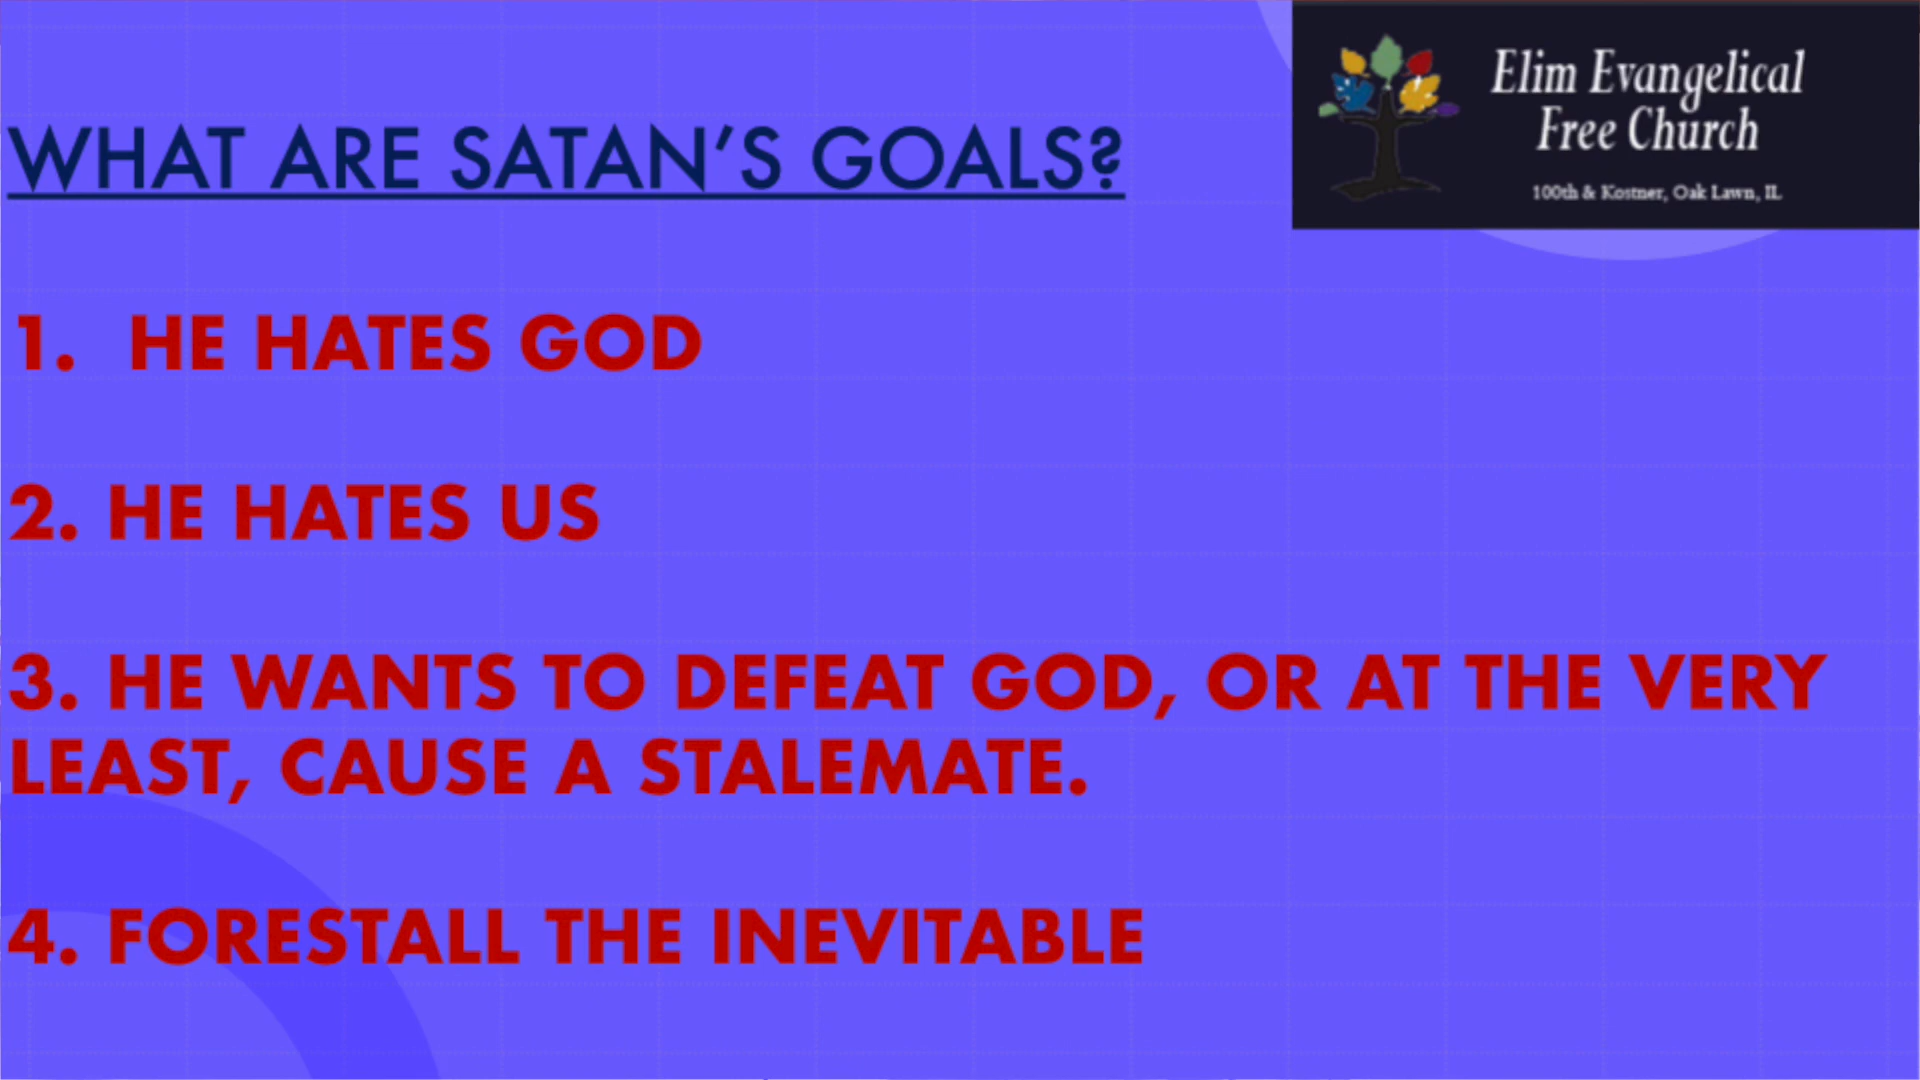 Elim Evangelical
Free Church
100th & Kostner, Oak Lawn, IL
WHAT ARE SATAN’S GOALS?
1. HE HATES GOD
2. HE HATES US
3. HE WANTS TO DEFEAT GOD, OR AT THE VERY
LEAST, CAUSE A STALEMATE.
4. FORESTALL THE INEVITABLE